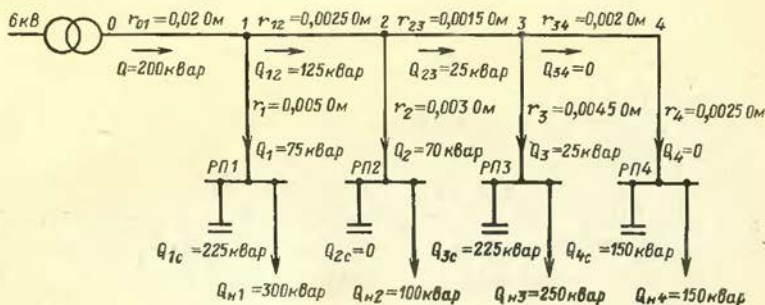 6кВ 0 r01=0,02 Ом 1 r12=0,0025 Ом 2 r23=0,0015 Ом 3 r34=0,002 Ом 4
Q=200квар Q12=125квар Q23=25квар Q34=0
r1=0,005 Ом r2=0,003 Ом r3=0,0045 Ом r4=0,0025 Ом
Q1=75квар Q2=70квар Q3=25квар Q4=0
РП1 РП2 РП3 РП4
Q1c=225квар Q2c=0 Q3c=225квар Q4c=150квар
Qн1=300квар Qн2=100квар Qн3=250квар Qн4=150квар